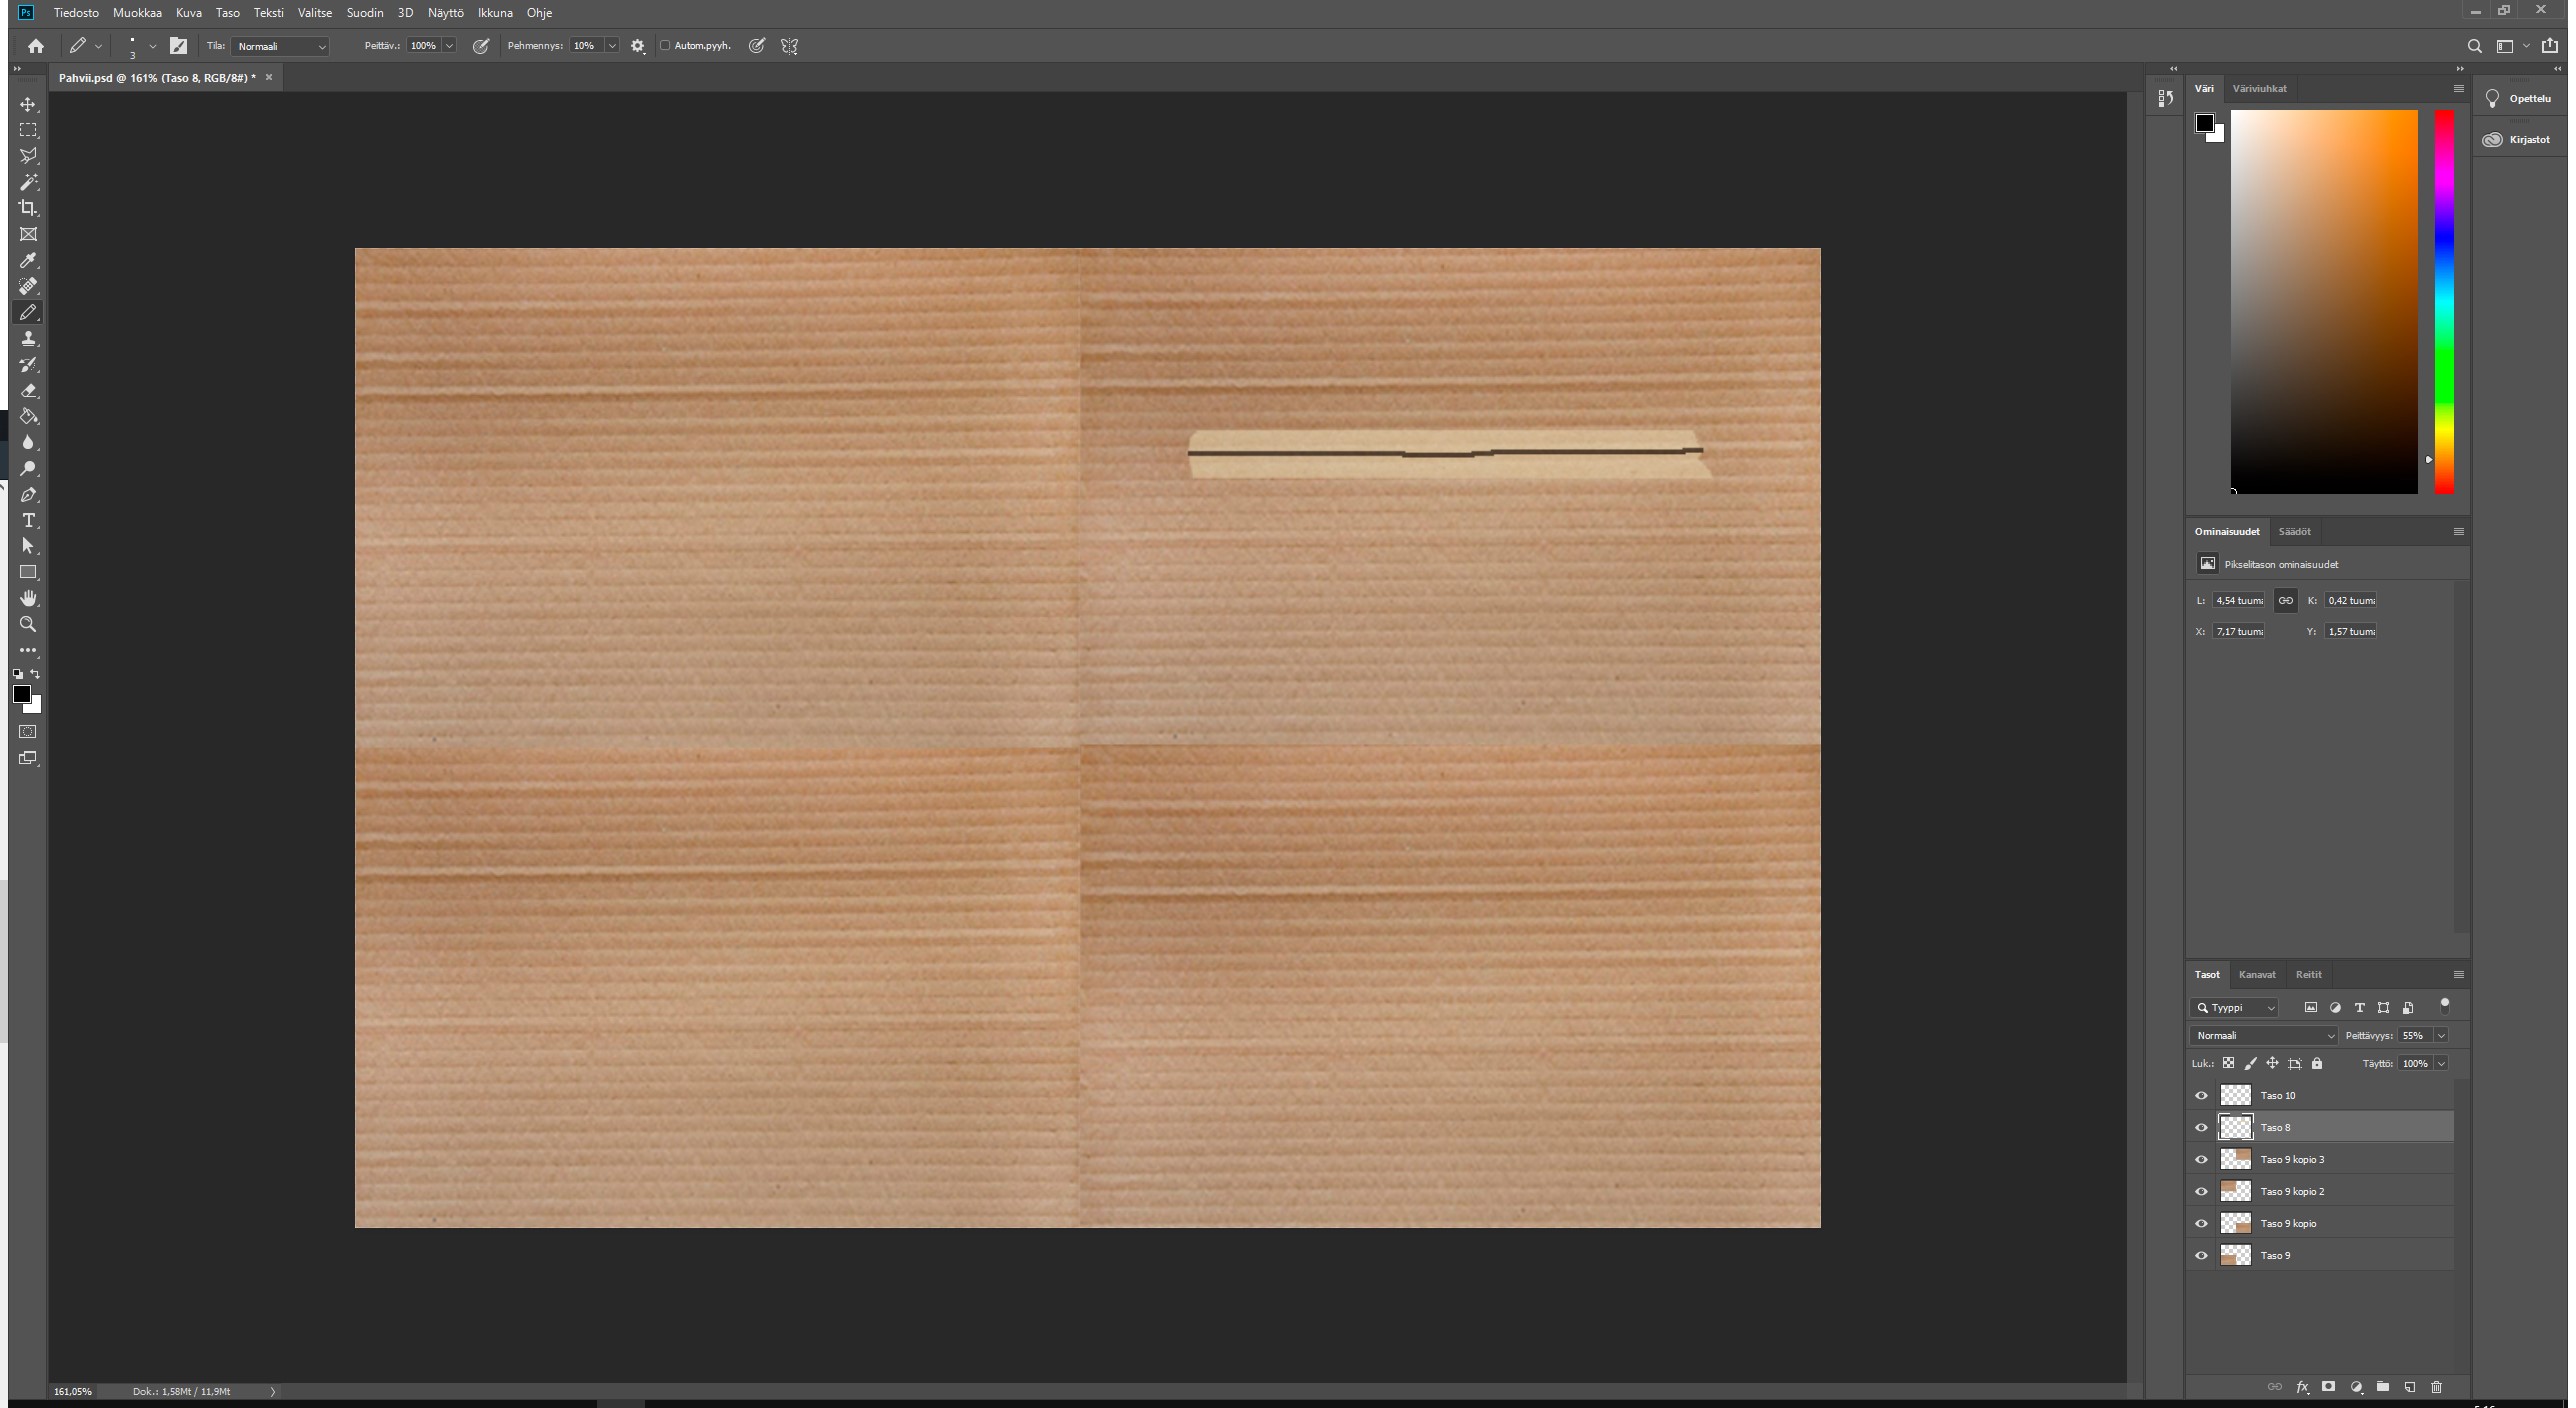 Ps Tiedosto Muokkaa Kuva Taso Teksti Valitse Suodin 3D Näyttö Ikkuna Ohje
3 Tila: Normaali Peittäv.: 100% Pehmennys: 10% Autom.pyyh.
Pahvii.psd @ 161% (Taso 8, RGB/8#) * ×
Väri Väriviuhkat
Opettelu
Kirjastot
Ominaisuudet Säädöt
Pikselitason ominaisuudet
L: 4,54 tuuma K: 0,42 tuuma
X: 7,17 tuuma Y: 1,57 tuuma
Tasot Kanavat Reitit
Tyyppi
Normaali Peittävyys: 55%
Luk.: Täyttö: 100%
Taso 10
Taso 8
Taso 9 kopio 3
Taso 9 kopio 2
Taso 9 kopio
Taso 9
fx
161,05% Dok.: 1,58Mt / 11,9Mt